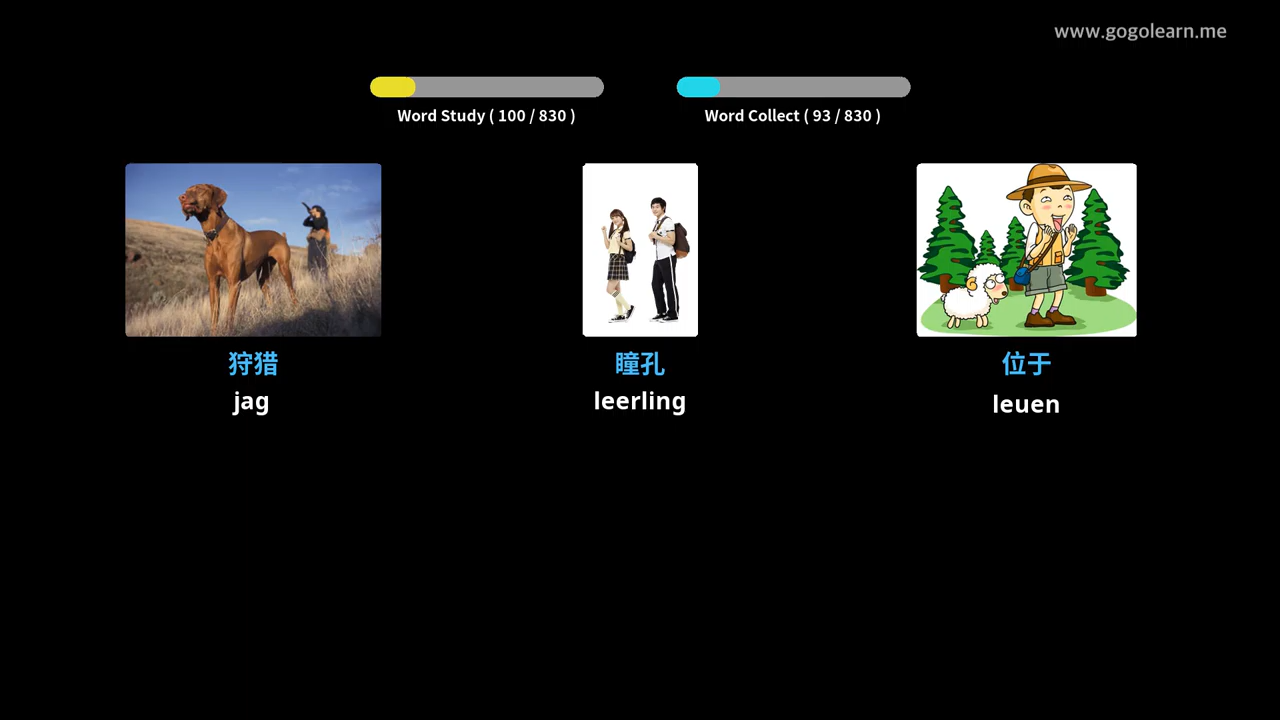 www.gogolearn.me
Word Study ( 100 / 830 )
Word Collect ( 93 / 830 )
狩猎
瞳孔
位于
jag
leerling
leuen